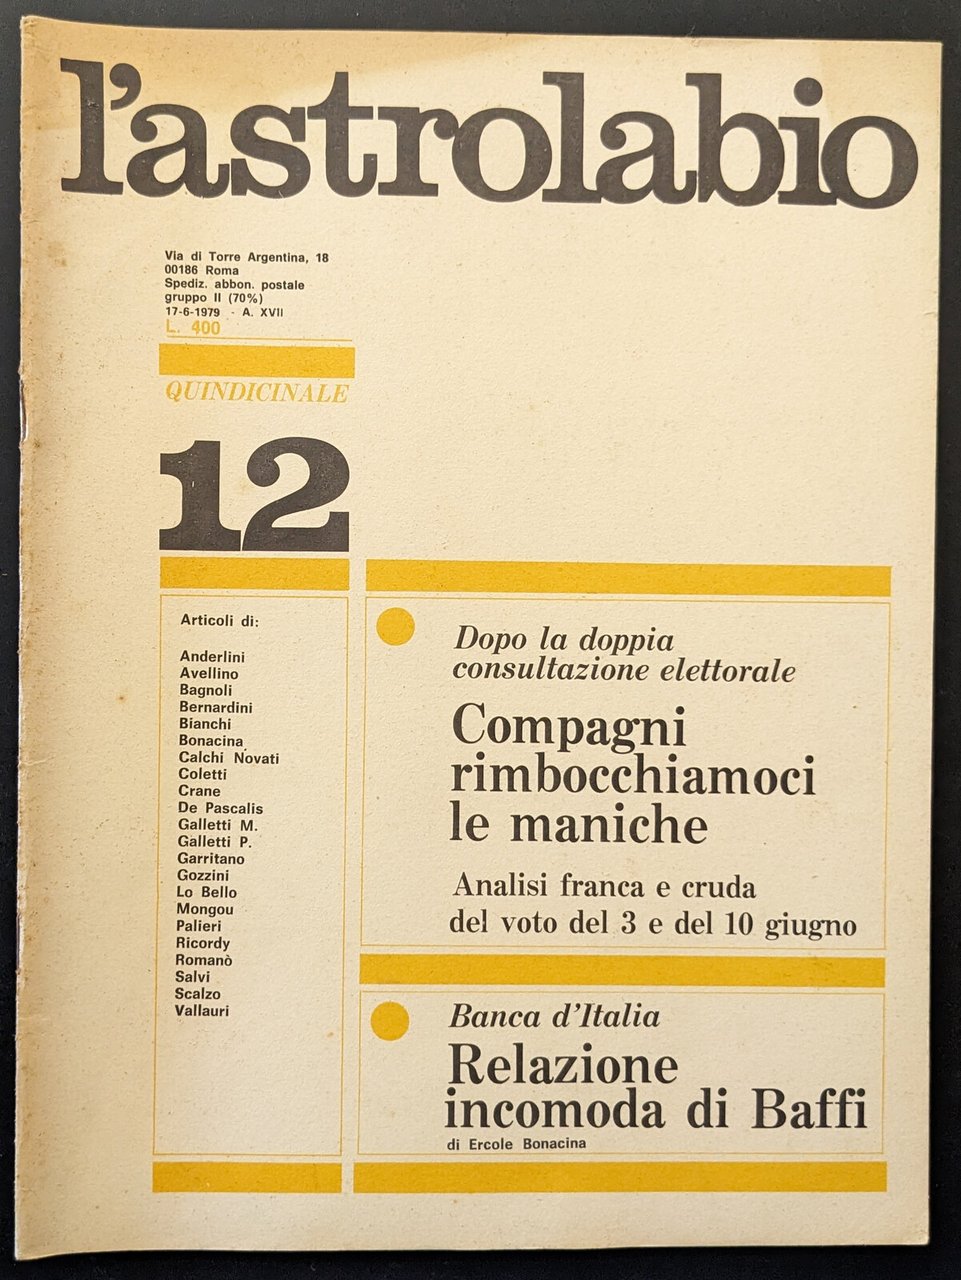 l'astrolabio
Via di Torre Argentina, 18
00186 Roma
Spediz. abbon. postale
gruppo II (70%)
17-6-1979 - A. XVII
L. 400
QUINDICINALE
12
Articoli di:
Anderlini
Avellino
Bagnoli
Bernardini
Bianchi
Bonacina
Calchi Novati
Coletti
Crane
De Pascalis
Galletti M.
Galletti P.
Garritano
Gozzini
Lo Bello
Mongou
Palieri
Ricordy
Romanò
Salvi
Scalzo
Vallauri
Dopo la doppia
consultazione elettorale
Compagni
rimbocchiamoci
le maniche
Analisi franca e cruda
del voto del 3 e del 10 giugno
Banca d'Italia
Relazione
incomoda di Baffi
di Ercole Bonacina